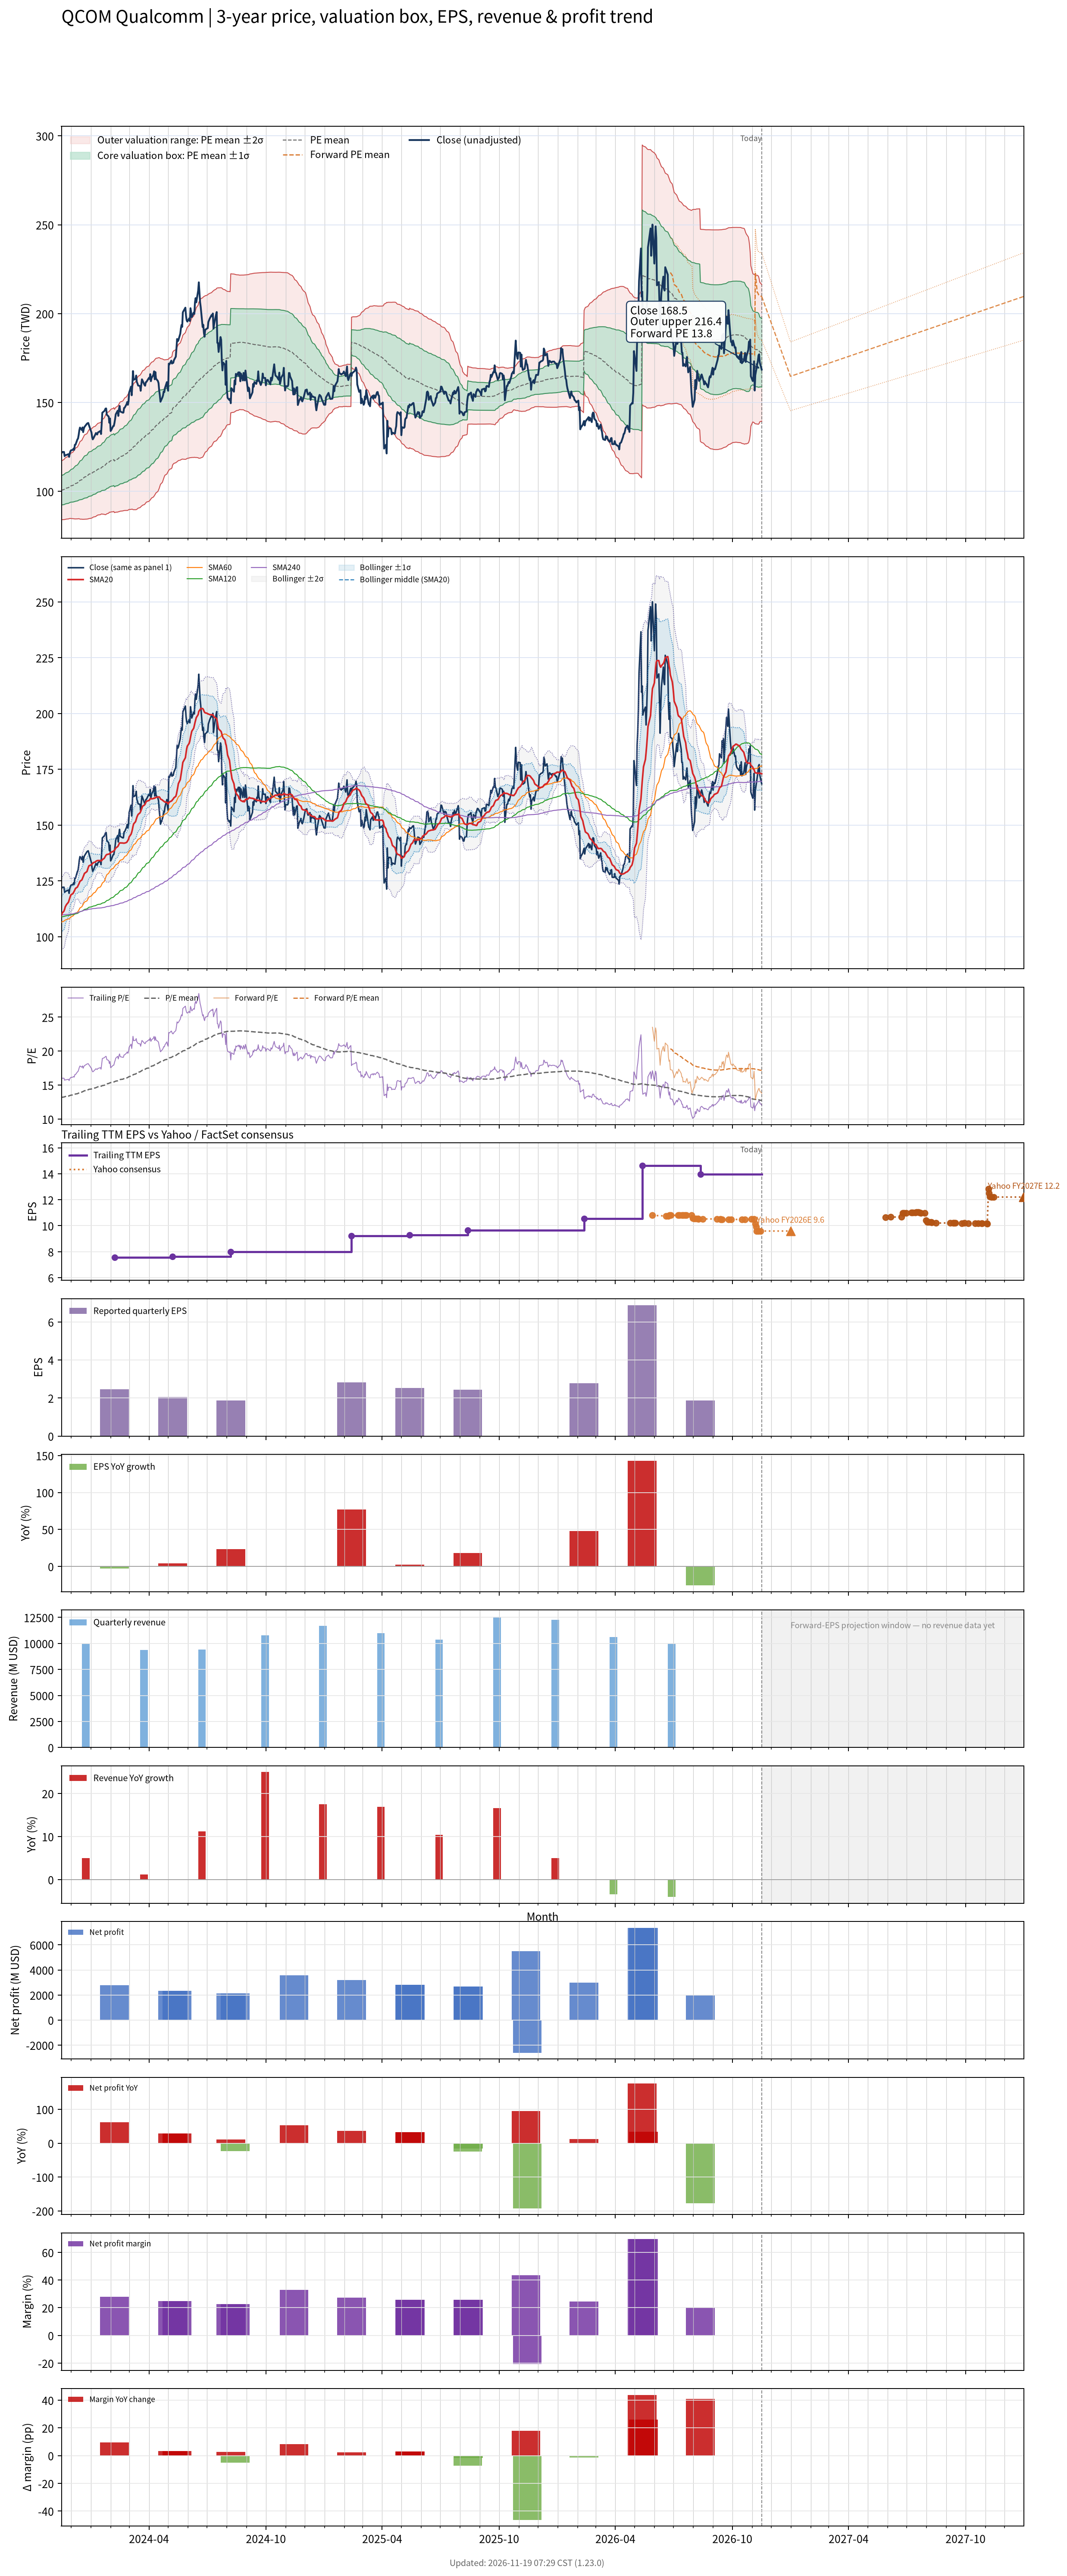 QCOM Qualcomm | 3-year price, valuation box, EPS, revenue & profit trend
Outer valuation range: PE mean ±2σ
Core valuation box: PE mean ±1σ
PE mean
Forward PE mean
Close (unadjusted)
Today
Close 168.5
Outer upper 216.4
Forward PE 13.8
Price (TWD)
300
250
200
150
100
Close (same as panel 1)
SMA20
SMA60
SMA120
SMA240
Bollinger ±2σ
Bollinger ±1σ
Bollinger middle (SMA20)
Price
250
225
200
175
150
125
100
Trailing P/E
P/E mean
Forward P/E
Forward P/E mean
P/E
25
20
15
10
Trailing TTM EPS vs Yahoo / FactSet consensus
Trailing TTM EPS
Yahoo consensus
Today
Yahoo FY2026E 9.6
Yahoo FY2027E 12.2
EPS
16
14
12
10
8
6
Reported quarterly EPS
EPS
6
4
2
0
EPS YoY growth
YoY (%)
150
100
50
0
Quarterly revenue
Forward-EPS projection window — no revenue data yet
Revenue (M USD)
12500
10000
7500
5000
2500
0
Revenue YoY growth
YoY (%)
20
10
0
Month
Net profit
Net profit (M USD)
6000
4000
2000
0
-2000
Net profit YoY
YoY (%)
100
0
-100
-200
Net profit margin
Margin (%)
60
40
20
0
-20
Margin YoY change
Δ margin (pp)
40
20
0
-20
-40
2024-04
2024-10
2025-04
2025-10
2026-04
2026-10
2027-04
2027-10
Updated: 2026-11-19 07:29 CST (1.23.0)